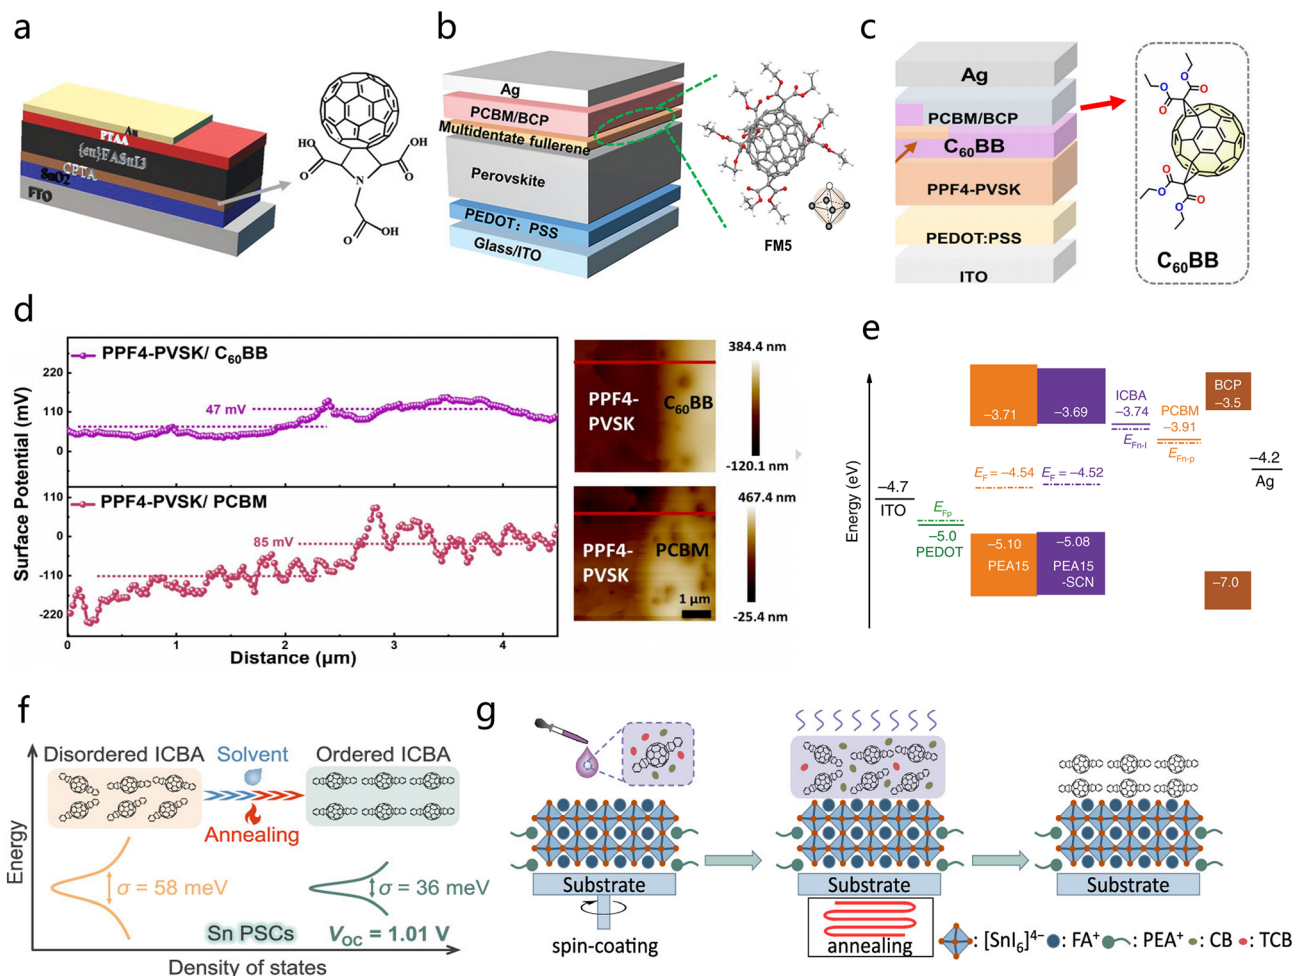 a
Au
PTAA
{en}FASnI3
CPTA
SnO2
FTO
HO
O
O
OH
N
O
OH
b
Ag
PCBM/BCP
Multidentate fullerene
Perovskite
PEDOT: PSS
Glass/ITO
FM5
c
Ag
PCBM/BCP
C60BB
PPF4-PVSK
PEDOT:PSS
ITO
O O
O
O
O
O
O
O
C60BB
d
Surface Potential (mV)
220
110
0
PPF4-PVSK/ C60BB
47 mV
110
0
-110
-220
PPF4-PVSK/ PCBM
85 mV
0 1 2 3 4
Distance (μm)
PPF4-
PVSK
C60BB
384.4 nm
-120.1 nm
PPF4-
PVSK
PCBM
1 μm
467.4 nm
-25.4 nm
e
Energy (eV)
−4.7
ITO
EFp
−5.0
PEDOT
−3.71
EF = −4.54
−5.10
PEA15
−3.69
EF = −4.52
−5.08
PEA15
-SCN
ICBA
−3.74
EFn-I
PCBM
−3.91
EFn-p
BCP
−3.5
−7.0
−4.2
Ag
f
Energy
Disordered ICBA
Solvent
Annealing
Ordered ICBA
σ = 58 meV
σ = 36 meV
Sn PSCs
VOC = 1.01 V
Density of states
g
Substrate
spin-coating
Substrate
annealing
Substrate
: [SnI6]4− : FA+ : PEA+ : CB : TCB